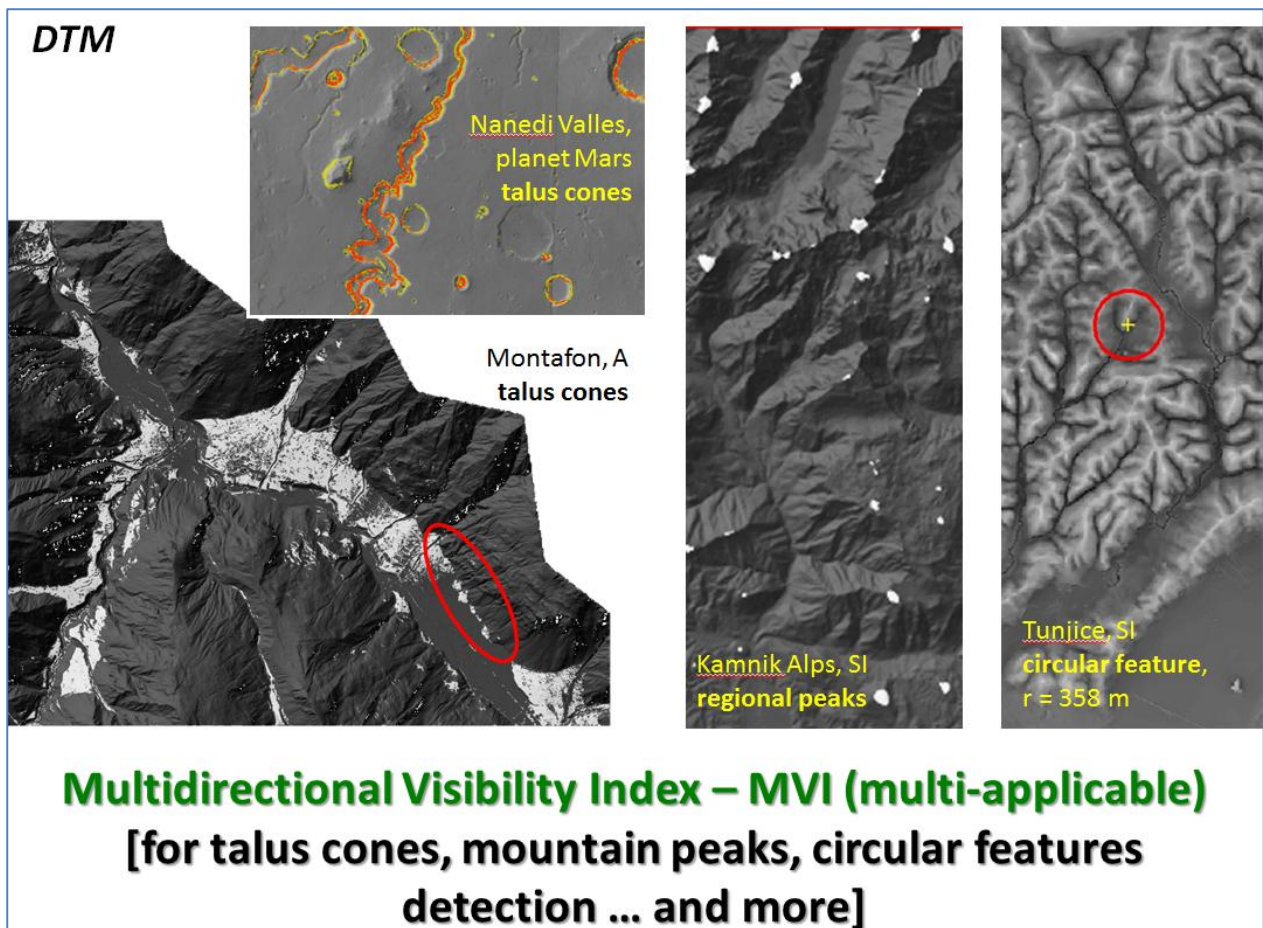 DTM
Nanedi Valles,
planet Mars
talus cones
Montafon, A
talus cones
Kamnik Alps, SI
regional peaks
Tunjice, SI
circular feature,
r = 358 m
Multidirectional Visibility Index – MVI (multi-applicable)
[for talus cones, mountain peaks, circular features
detection ... and more]